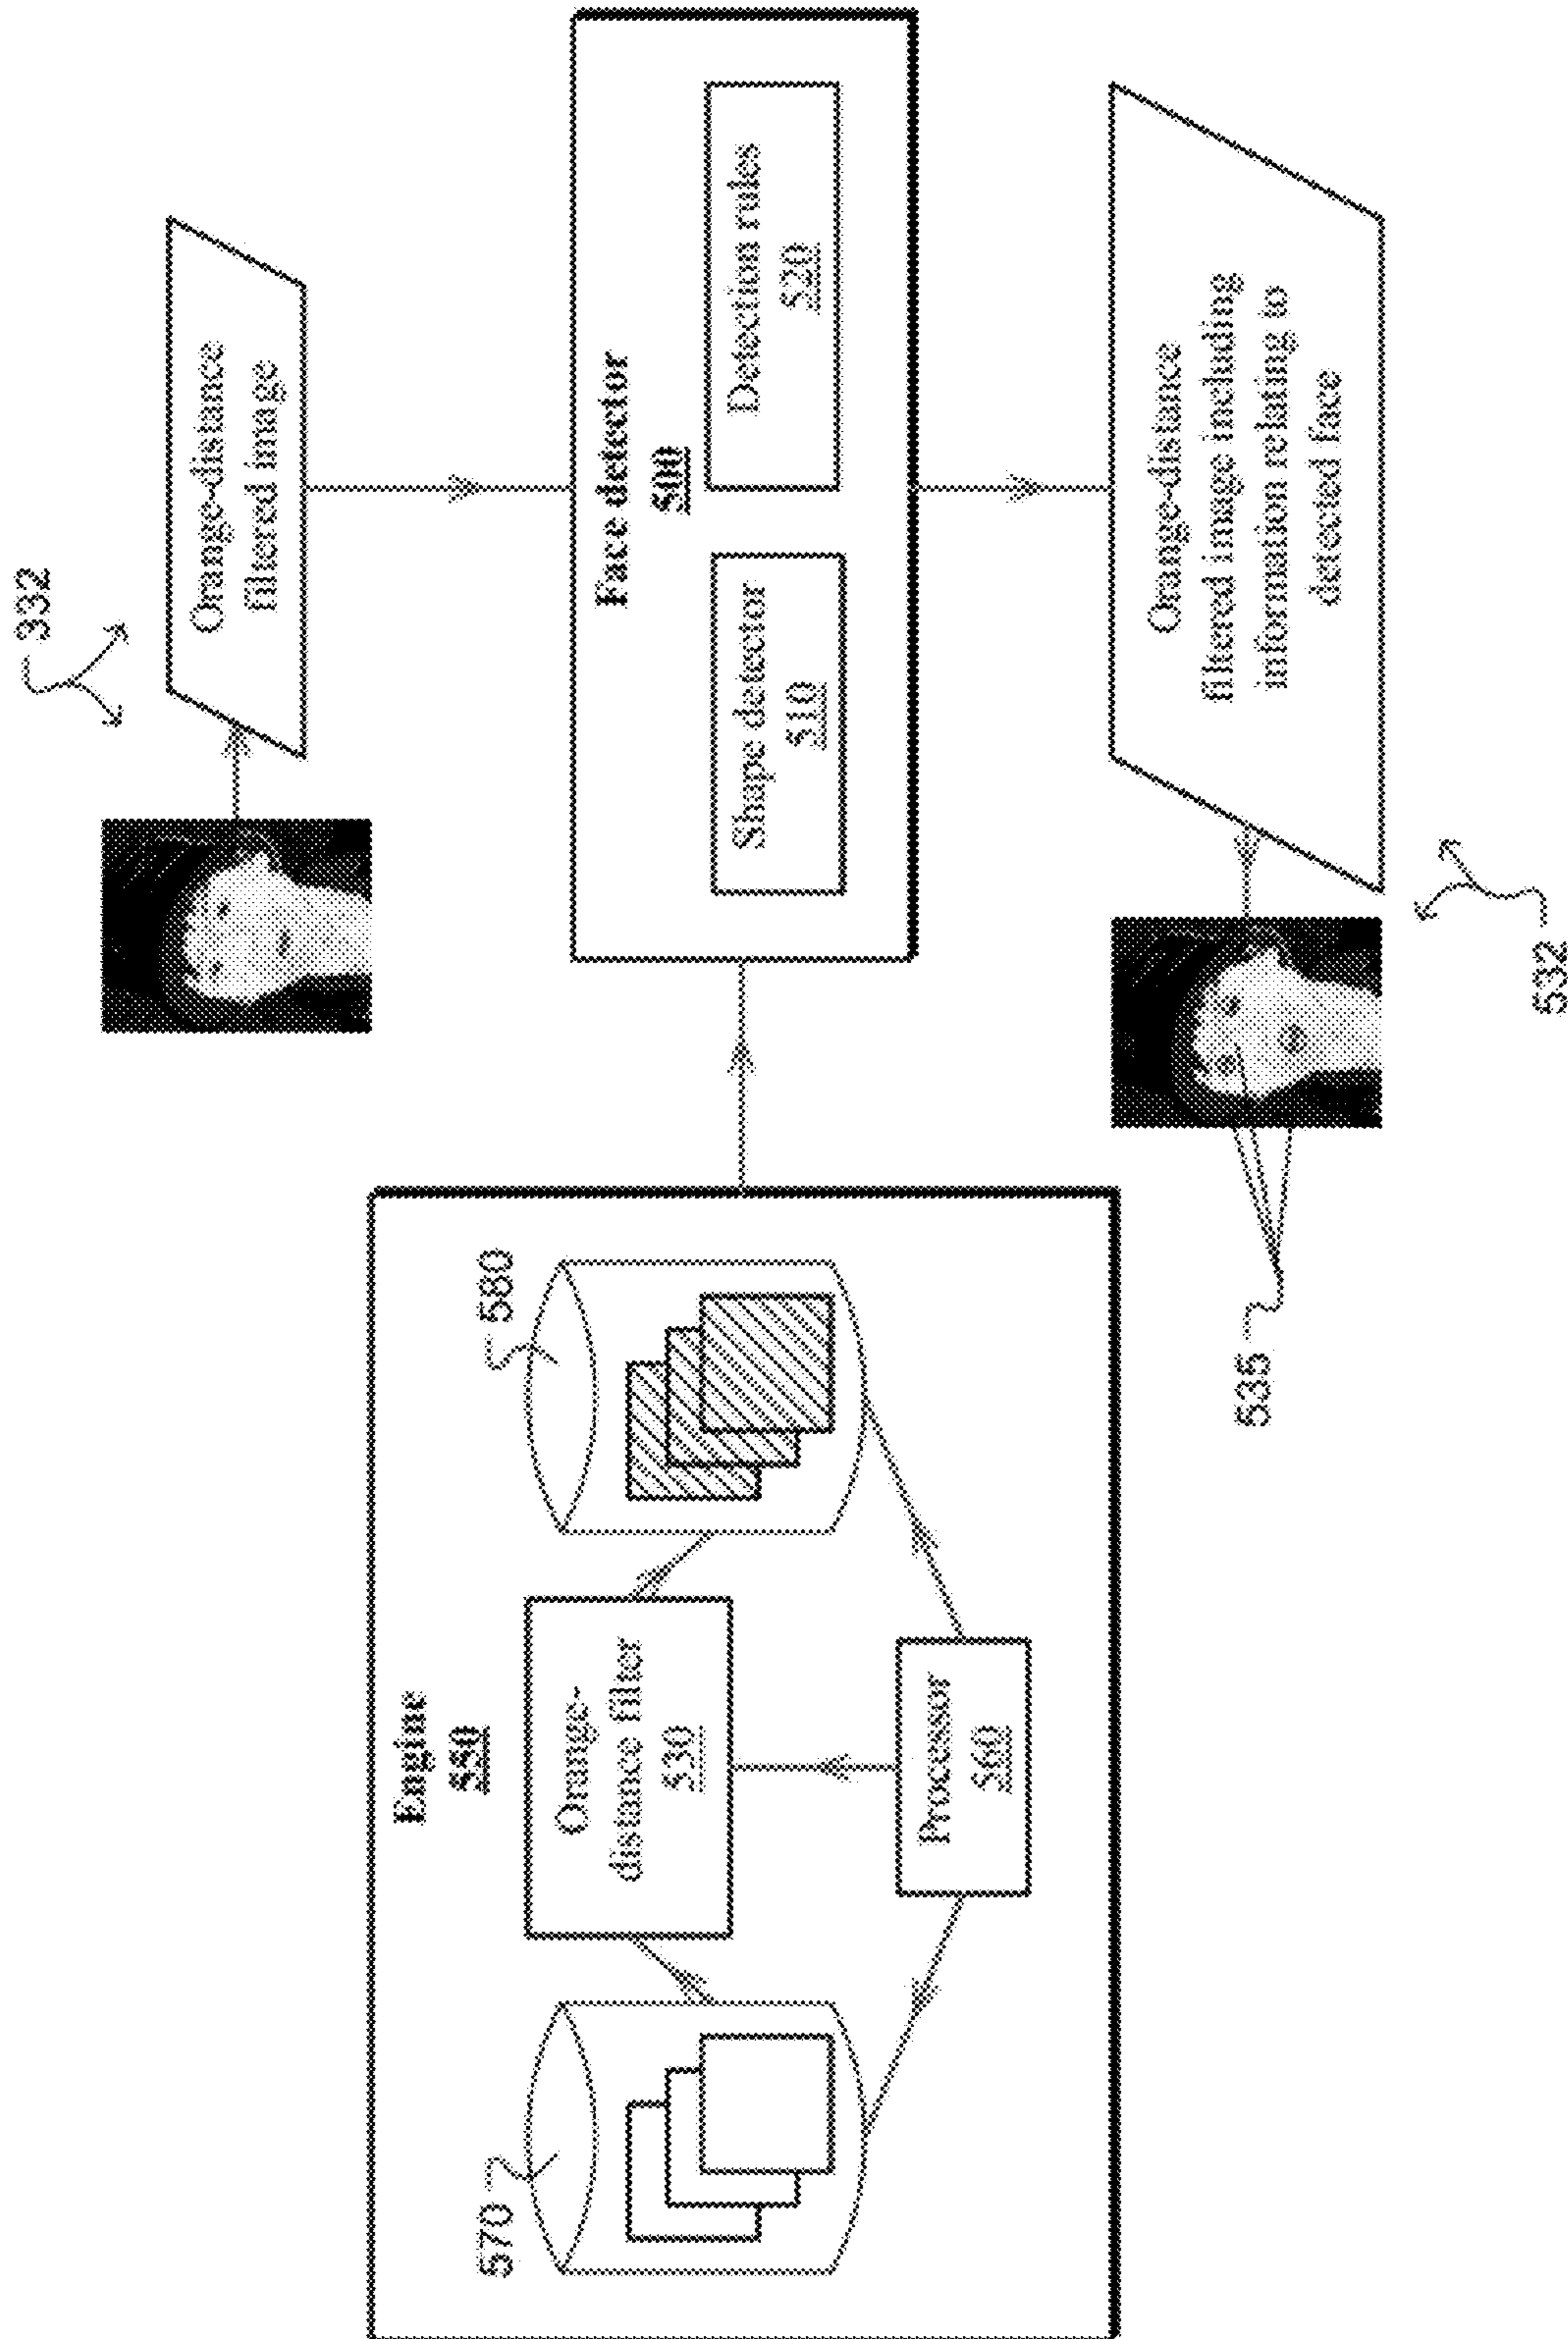 332
Orange-distance
filtered image
Face detector
500
Shape detector
510
Detection rules
520
Engine
550
570
580
Orange-
distance filter
530
Processor
560
Orange-distance
filtered image including
information relating to
detected face
535
532